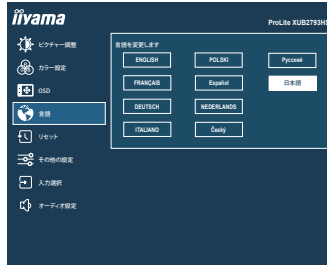 iiyama
ProLite XUB2793HS
ピクチャー調整
カラー設定
OSD
言語
リセット
その他の設定
入力選択
オーディオ設定
言語を変更します
ENGLISH
POLSKI
Русский
FRANÇAIS
Español
日本語
DEUTSCH
NEDERLANDS
ITALIANO
Český